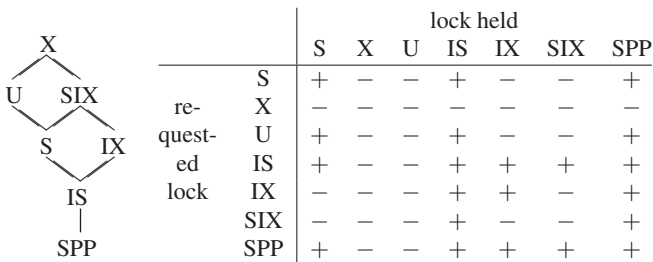 X
U SIX
S IX
IS
SPP
lock held
S X U IS IX SIX SPP
S + − − + − − +
re- X − − − − − − −
quest- U + − − + − − +
ed IS + − − + + + +
lock IX − − − + + − +
SIX − − − + − − +
SPP + − − + + + +